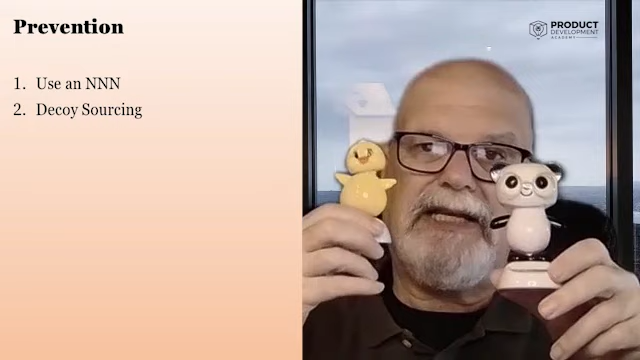 Prevention
1. Use an NNN
2. Decoy Sourcing
PRODUCT
DEVELOPMENT
ACADEMY